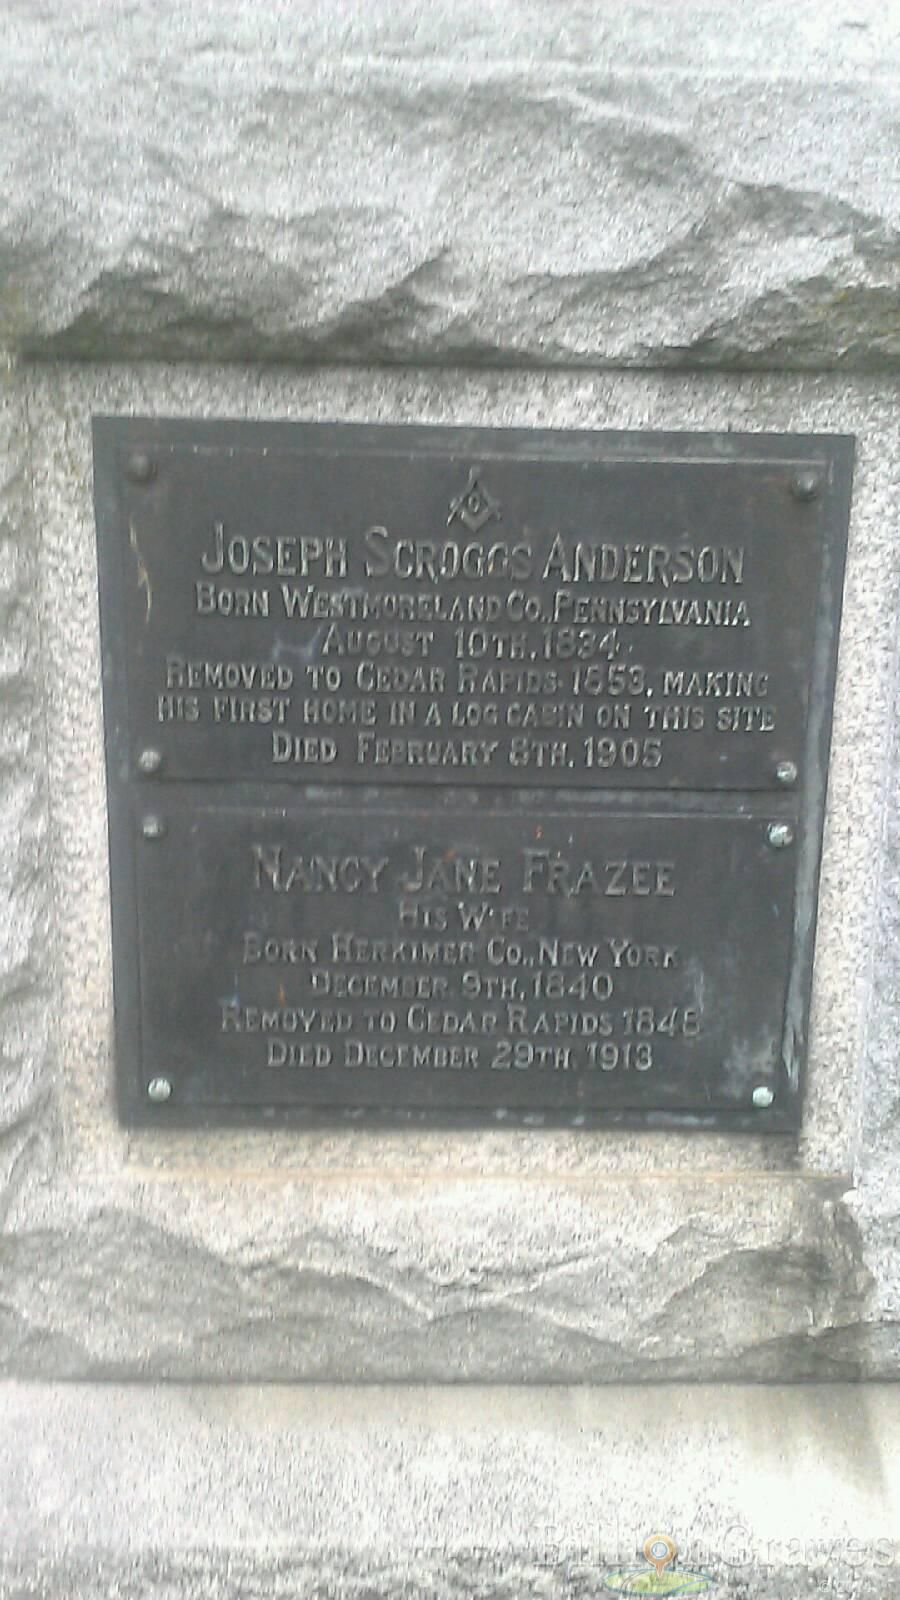 G
JOSEPH SCROGGS ANDERSON
BORN WESTMORELAND CO., PENNSYLVANIA
AUGUST 10TH, 1834.
REMOVED TO CEDAR RAPIDS 1853, MAKING
HIS FIRST HOME IN A LOG CABIN ON THIS SITE
DIED FEBRUARY 8TH, 1905
NANCY JANE FRAZEE
HIS WIFE
BORN HERKIMER CO., NEW YORK
DECEMBER 9TH, 1840
REMOVED TO CEDAR RAPIDS
DIED DECEMBER 29TH, 1913
BillionGraves